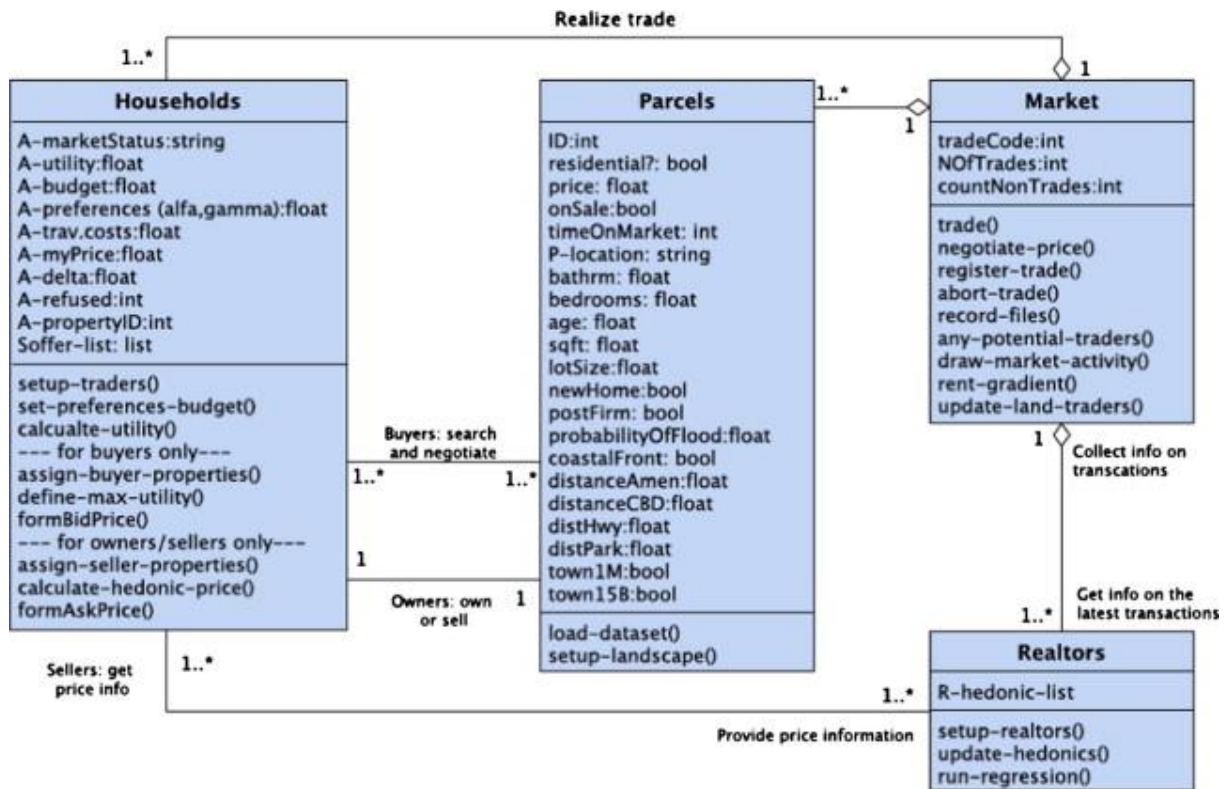 Realize trade
1..*
1
Households
A-marketStatus:string
A-utility:float
A-budget:float
A-preferences (alfa,gamma):float
A-trav.costs:float
A-myPrice:float
A-delta:float
A-refused:int
A-propertyID:int
Soffer-list: list
setup-traders()
set-preferences-budget()
calcualte-utility()
--- for buyers only---
assign-buyer-properties()
define-max-utility()
formBidPrice()
--- for owners/sellers only---
assign-seller-properties()
calculate-hedonic-price()
formAskPrice()
Buyers: search
and negotiate
1..*
1..*
1
1
Owners: own
or sell
Parcels
ID:int
residential?: bool
price: float
onSale:bool
timeOnMarket: int
P-location: string
bathrm: float
bedrooms: float
age: float
sqft: float
lotSize:float
newHome:bool
postFirm: bool
probabilityOfFlood:float
coastalFront: bool
distanceAmen:float
distanceCBD:float
distHwy:float
distPark:float
town1M:bool
town15B:bool
load-dataset()
setup-landscape()
1..*
1
Market
tradeCode:int
NOfTrades:int
countNonTrades:int
trade()
negotiate-price()
register-trade()
abort-trade()
record-files()
any-potential-traders()
draw-market-activity()
rent-gradient()
update-land-traders()
1
Collect info on
transcations
Get info on the
latest transactions
1..*
Realtors
R-hedonic-list
setup-realtors()
update-hedonics()
run-regression()
Sellers: get
price info
1..*
1..*
Provide price information